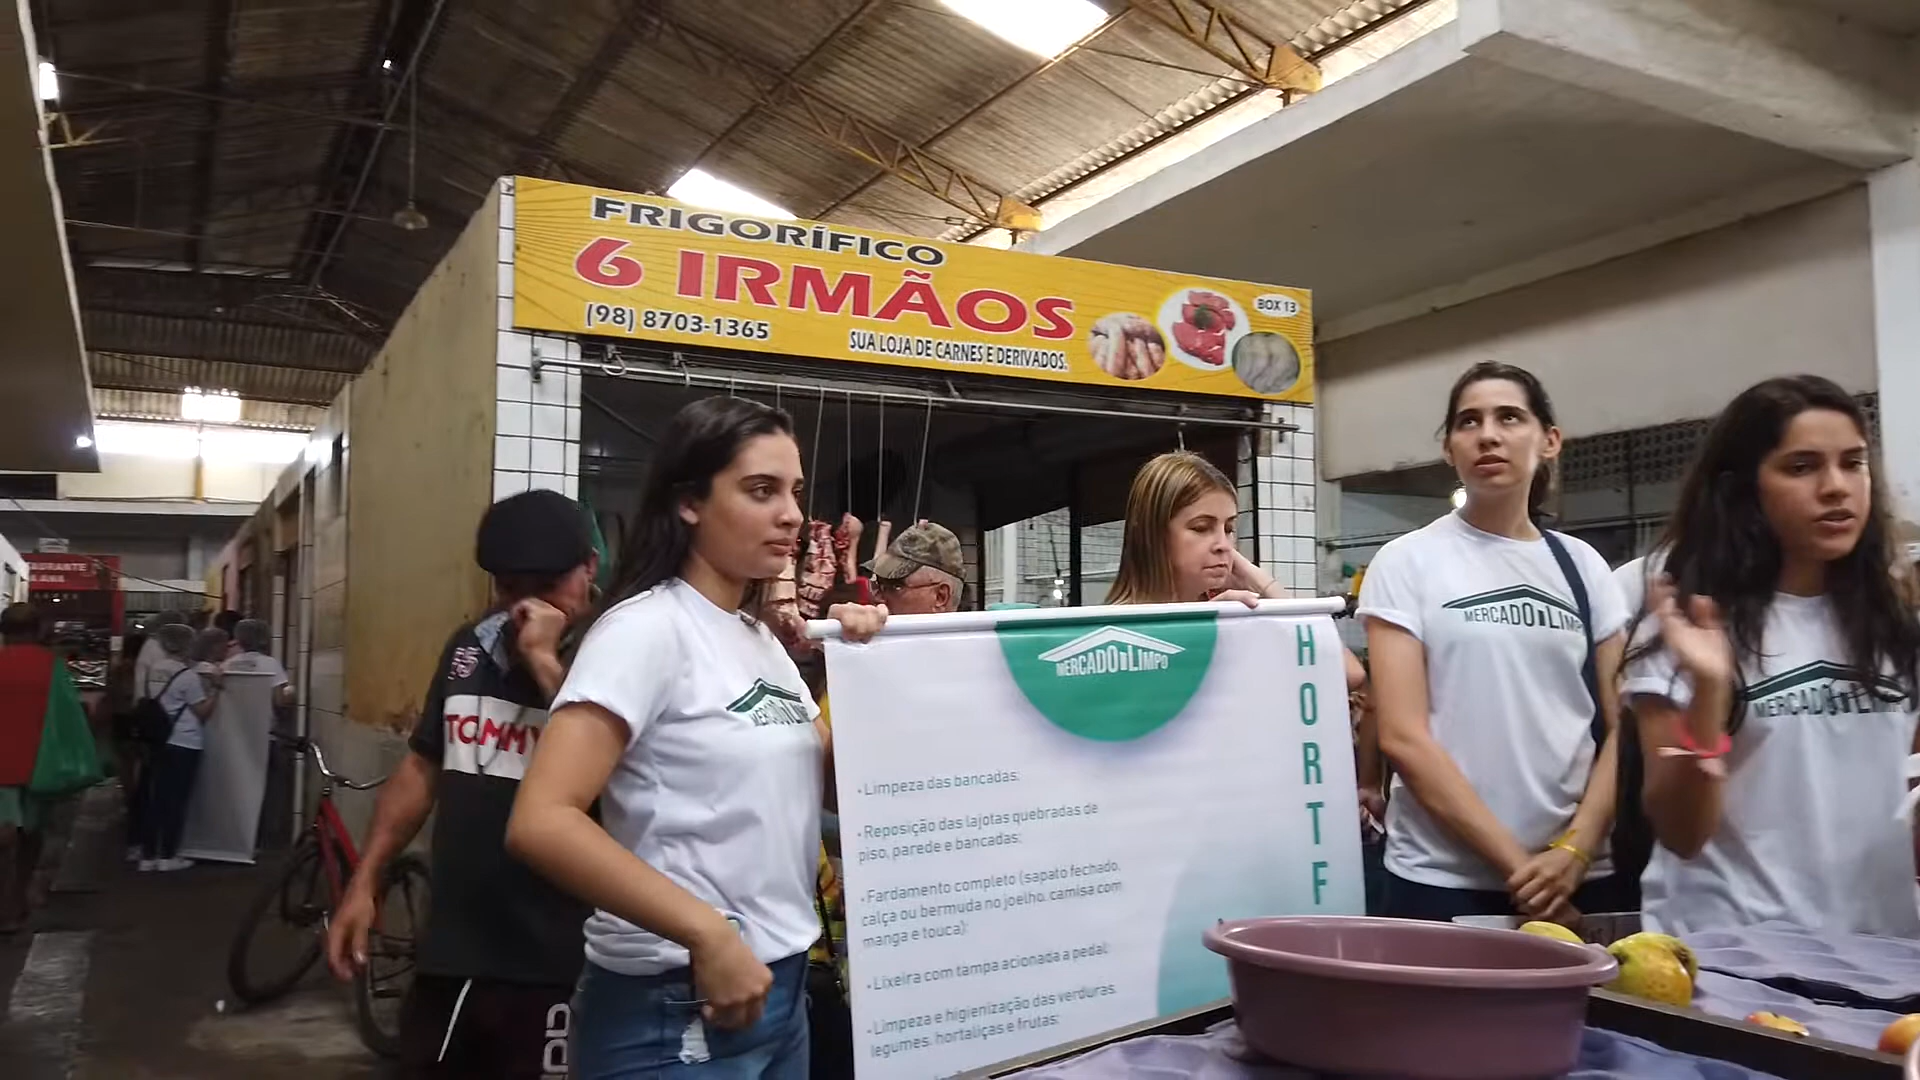 FRIGORÍFICO
6 IRMÃOS
(98) 8703-1365
SUA LOJA DE CARNES E DERIVADOS.
BOX 13
TAURANTE
TOMMY
MERCADO LIMPO
MERCADO LIMPO
HORTF
• Limpeza das bancadas;
• Reposição das lajotas quebradas de
piso, parede e bancadas;
• Fardamento completo (sapato fechado,
calça ou bermuda no joelho, camisa com
manga e touca);
• Lixeira com tampa acionada a pedal;
• Limpeza e higienização das verduras,
legumes, hortaliças e frutas;
MERCADO LIMP
MERCADO LIMPO